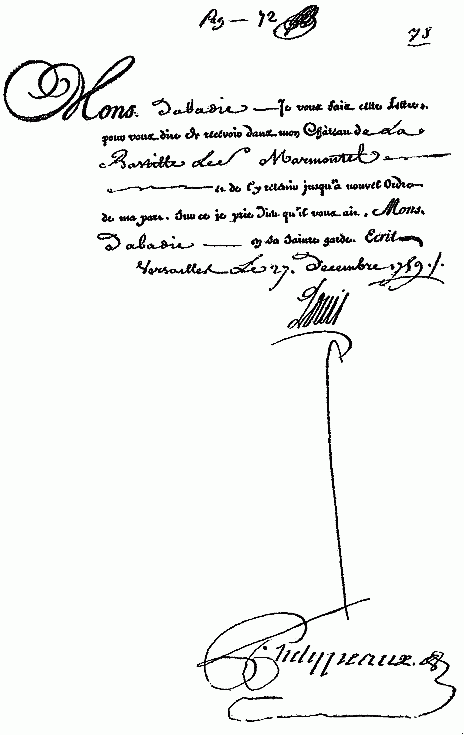 Pag — 72
78
Mons. Dabadie — Je vous fais cette Lettre,
pour vous dire de recevoir dans mon Château de La
Bastille Le Sr Marmontel
et de l'y retenir jusqu'à nouvel Ordre
de ma part. Sur ce je prie Dieu qu'il vous ait, Mons.
Dabadie — en sa Sainte garde. Ecrit
Versailles Le 27. Decembre 1759./.
Louis
Phelypeaux.